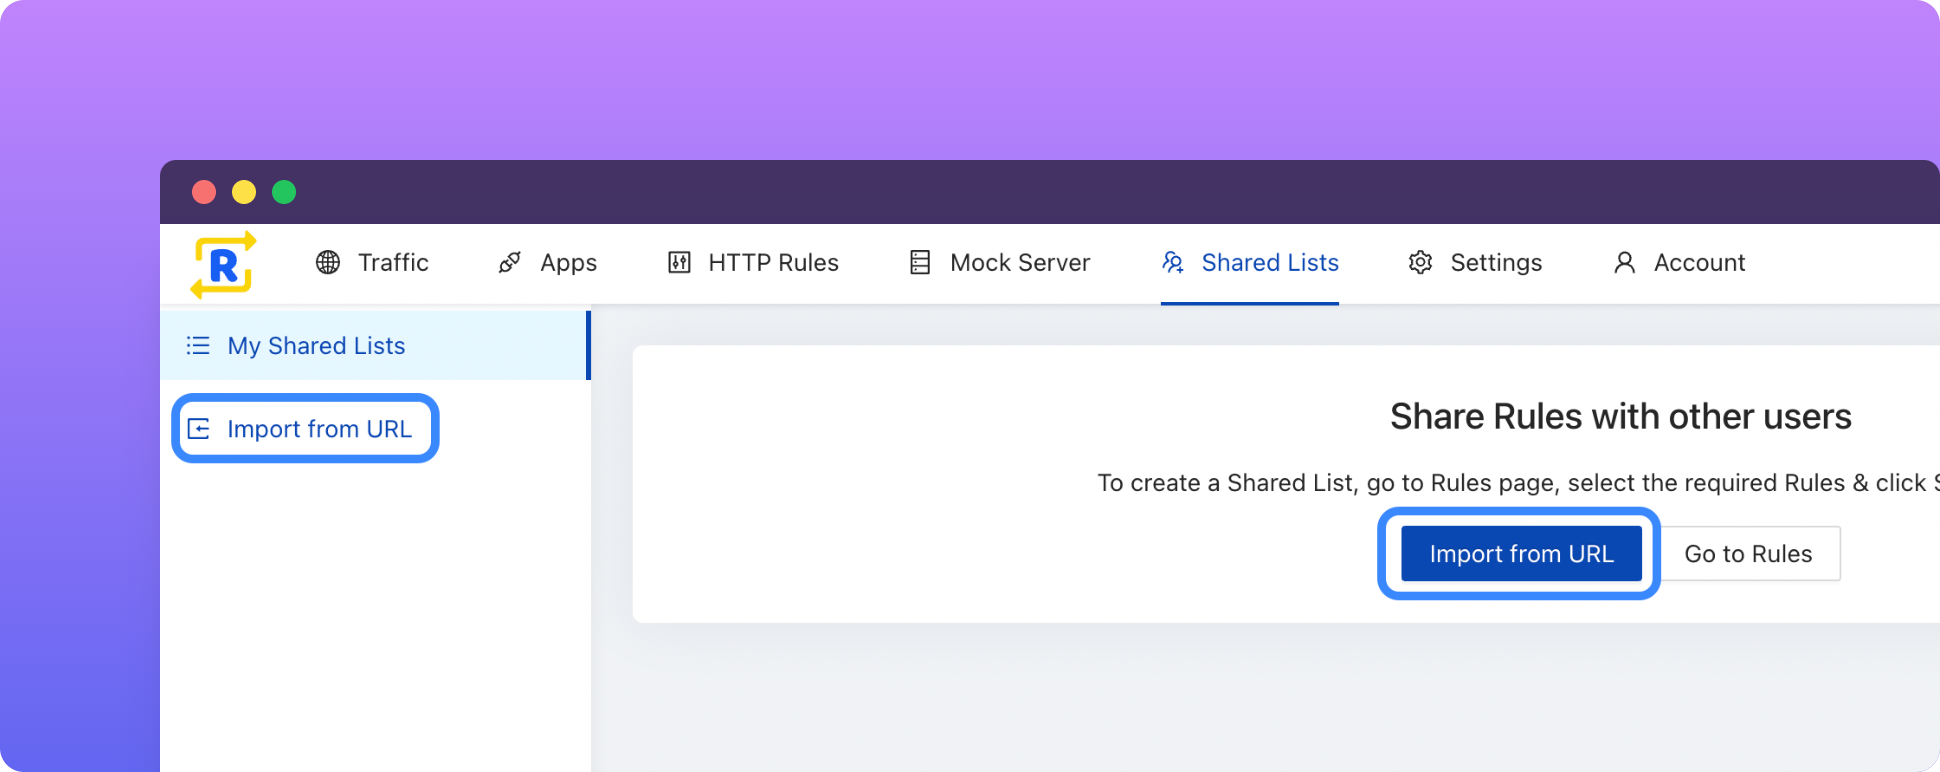 R
Traffic Apps HTTP Rules Mock Server Shared Lists Settings Account
My Shared Lists
Import from URL
Share Rules with other users
To create a Shared List, go to Rules page, select the required Rules & click
Import from URL Go to Rules